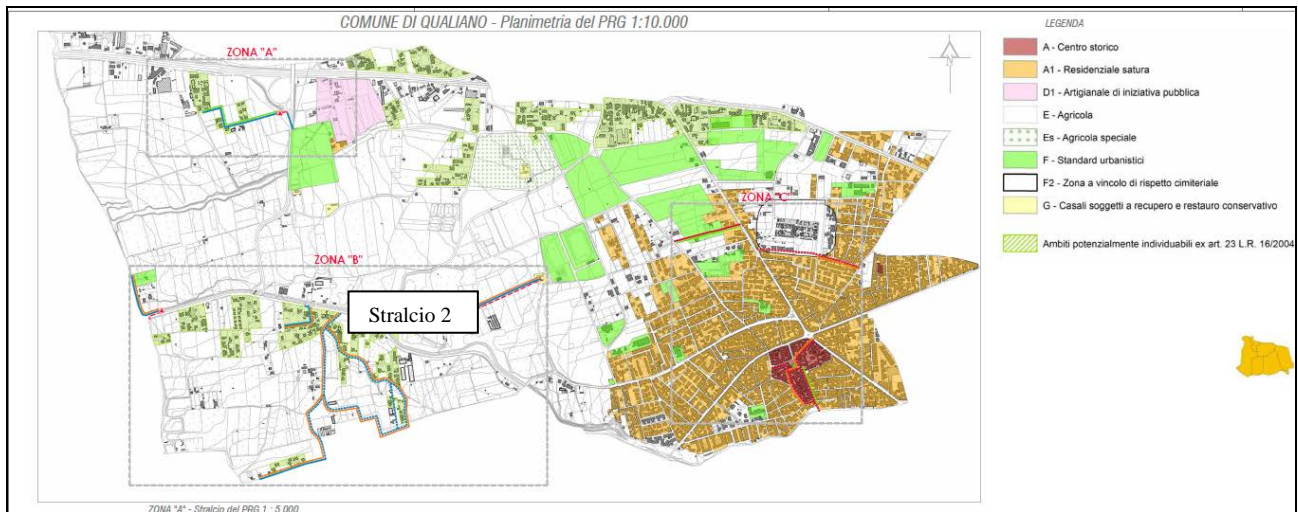 COMUNE DI QUALIANO - Planimetria del PRG 1:10.000
LEGENDA
ZONA "A"
A - Centro storico
A1 - Residenziale satura
D1 - Artigianale di iniziativa pubblica
E - Agricola
Es - Agricola speciale
F - Standard urbanistici
F2 - Zona a vincolo di rispetto cimiteriale
G - Casali soggetti a recupero e restauro conservativo
Ambiti potenzialmente individuabili ex art. 23 L.R. 16/2004
N
ZONA "C"
ZONA "B"
Stralcio 2
ZONA "A" - Stralcio del PRG 1 : 5.000